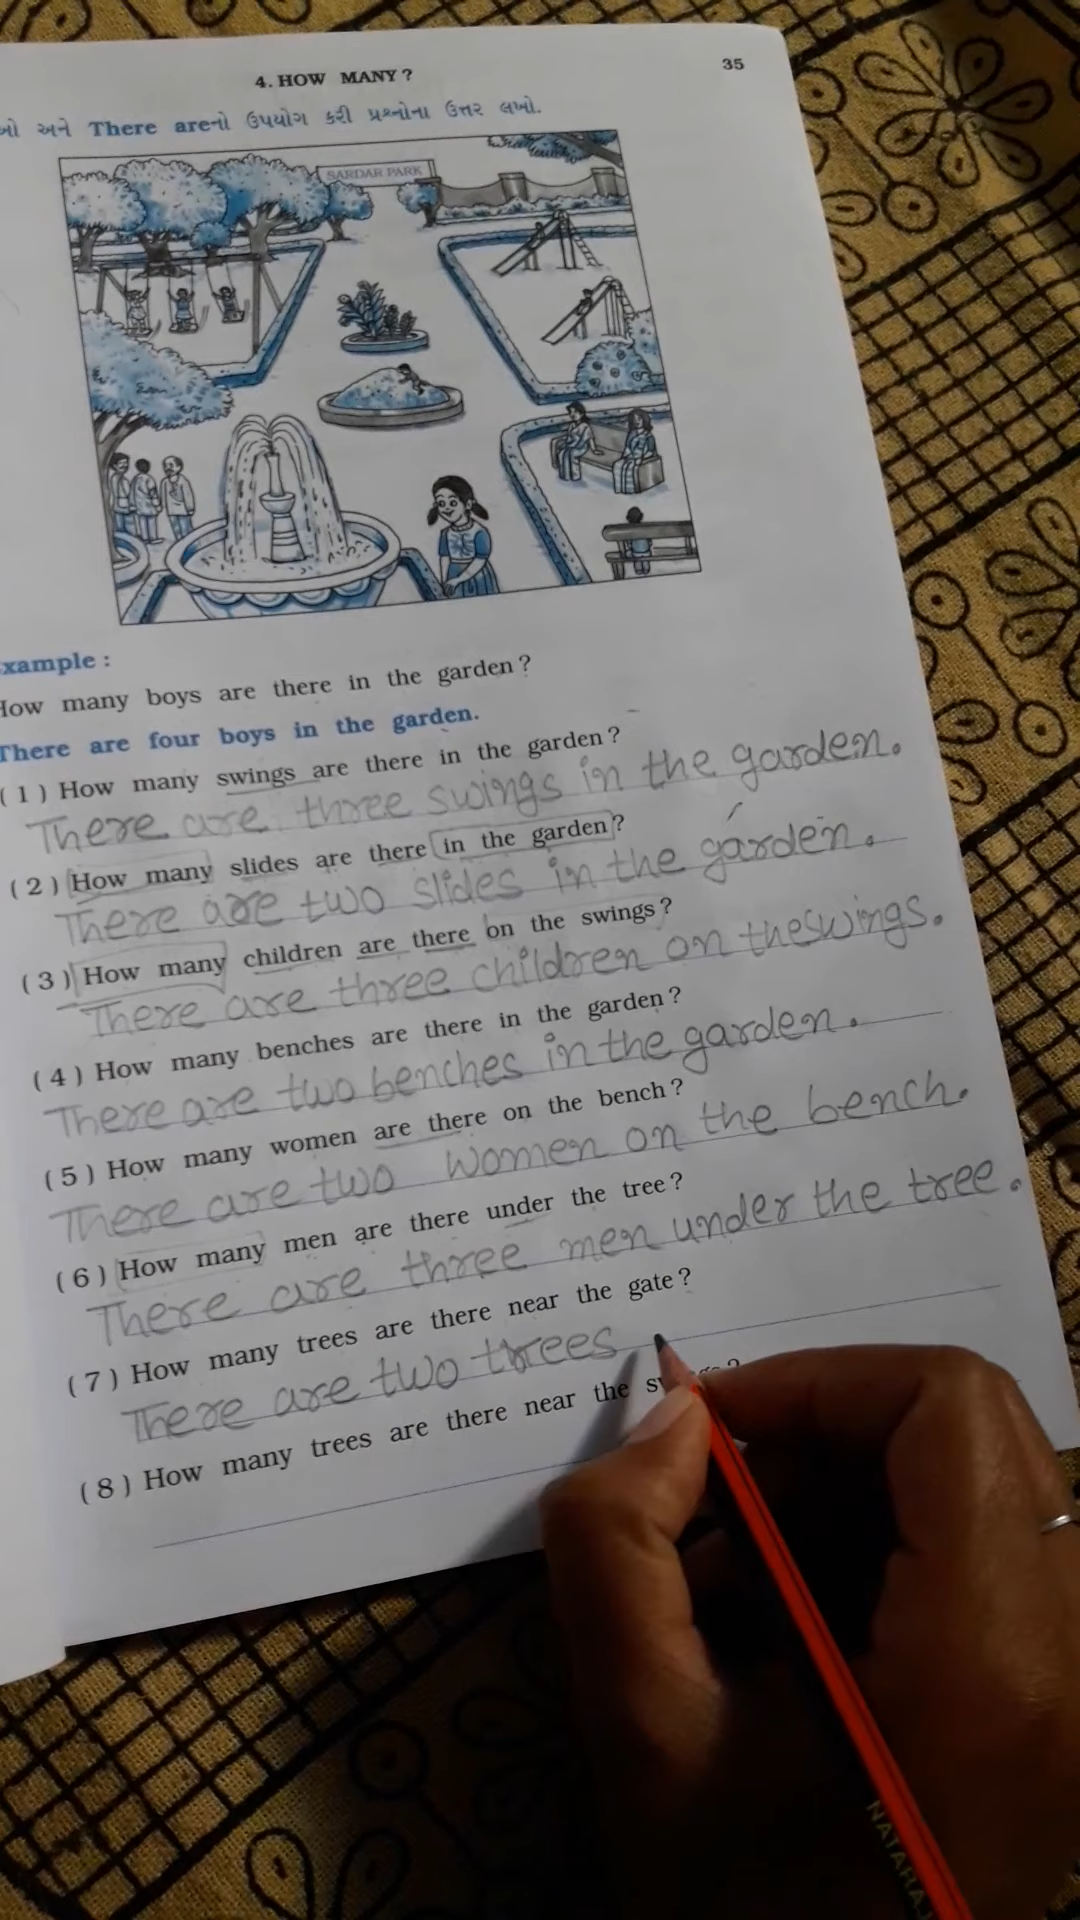 4. HOW MANY ?
35
અને There areનો ઉપયોગ કરી પ્રશ્નોના ઉત્તર લખો.
SARDAR PARK
xample :
How many boys are there in the garden ?
There are four boys in the garden.
( 1 ) How many swings are there in the garden ?
There are three swings in the garden.
( 2 ) How many slides are there in the garden ?
There are two slides in the garden.
( 3 ) How many children are there on the swings ?
There are three children on the swings.
( 4 ) How many benches are there in the garden ?
There are two benches in the garden.
( 5 ) How many women are there on the bench ?
There are two women on the bench.
( 6 ) How many men are there under the tree ?
There are three men under the tree.
( 7 ) How many trees are there near the gate ?
There are two trees
( 8 ) How many trees are there near the
NATARAJ